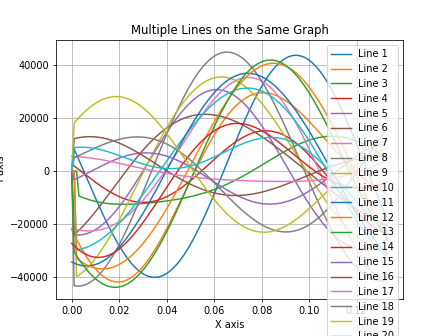 Multiple Lines on the Same Graph
40000
20000
0
−20000
−40000
0.00 0.02 0.04 0.06 0.08 0.10
X axis
Line 1
Line 2
Line 3
Line 4
Line 5
Line 6
Line 7
Line 8
Line 9
Line 10
Line 11
Line 12
Line 13
Line 14
Line 15
Line 16
Line 17
Line 18
Line 19
Line 20